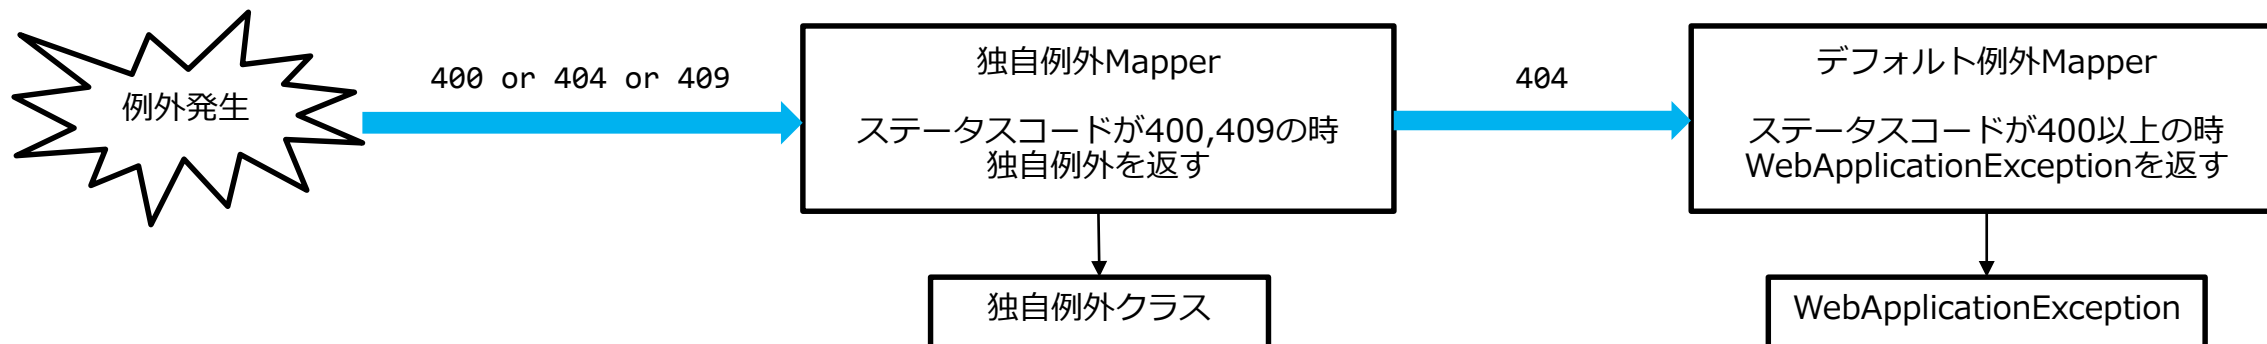 例外発生
400 or 404 or 409
独自例外Mapper
ステータスコードが400,409の時
独自例外を返す
404
デフォルト例外Mapper
ステータスコードが400以上の時
WebApplicationExceptionを返す
独自例外クラス
WebApplicationException